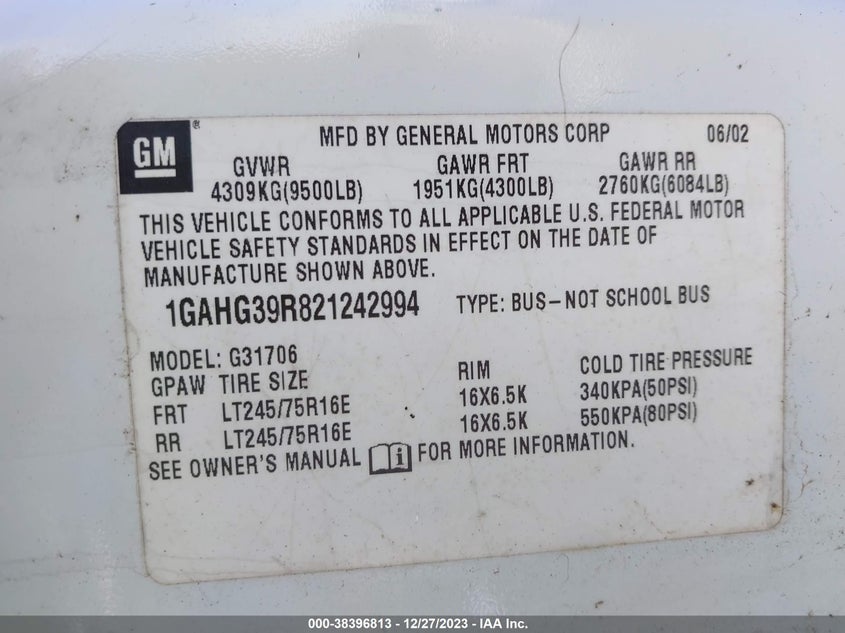 GM® MFD BY GENERAL MOTORS CORP 06/02
GVWR GAWR FRT GAWR RR
4309KG(9500LB) 1951KG(4300LB) 2760KG(6084LB)
THIS VEHICLE CONFORMS TO ALL APPLICABLE U.S. FEDERAL MOTOR
VEHICLE SAFETY STANDARDS IN EFFECT ON THE DATE OF
MANUFACTURE SHOWN ABOVE.
1GAHG39R821242994 TYPE: BUS-NOT SCHOOL BUS
MODEL: G31706
GPAW TIRE SIZE RIM COLD TIRE PRESSURE
FRT LT245/75R16E 16X6.5K 340KPA(50PSI)
RR LT245/75R16E 16X6.5K 550KPA(80PSI)
SEE OWNER'S MANUAL i FOR MORE INFORMATION.
000-38396813 - 12/27/2023 - IAA Inc.